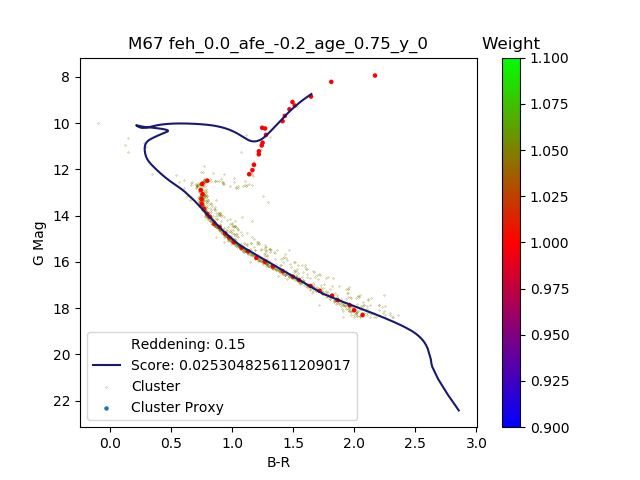 M67 feh_0.0_afe_-0.2_age_0.75_y_0
Weight
8
10
12
14
16
18
20
22
G Mag
0.0 0.5 1.0 1.5 2.0 2.5 3.0
B-R
Reddening: 0.15
Score: 0.025304825611209017
Cluster
Cluster Proxy
1.100
1.075
1.050
1.025
1.000
0.975
0.950
0.925
0.900